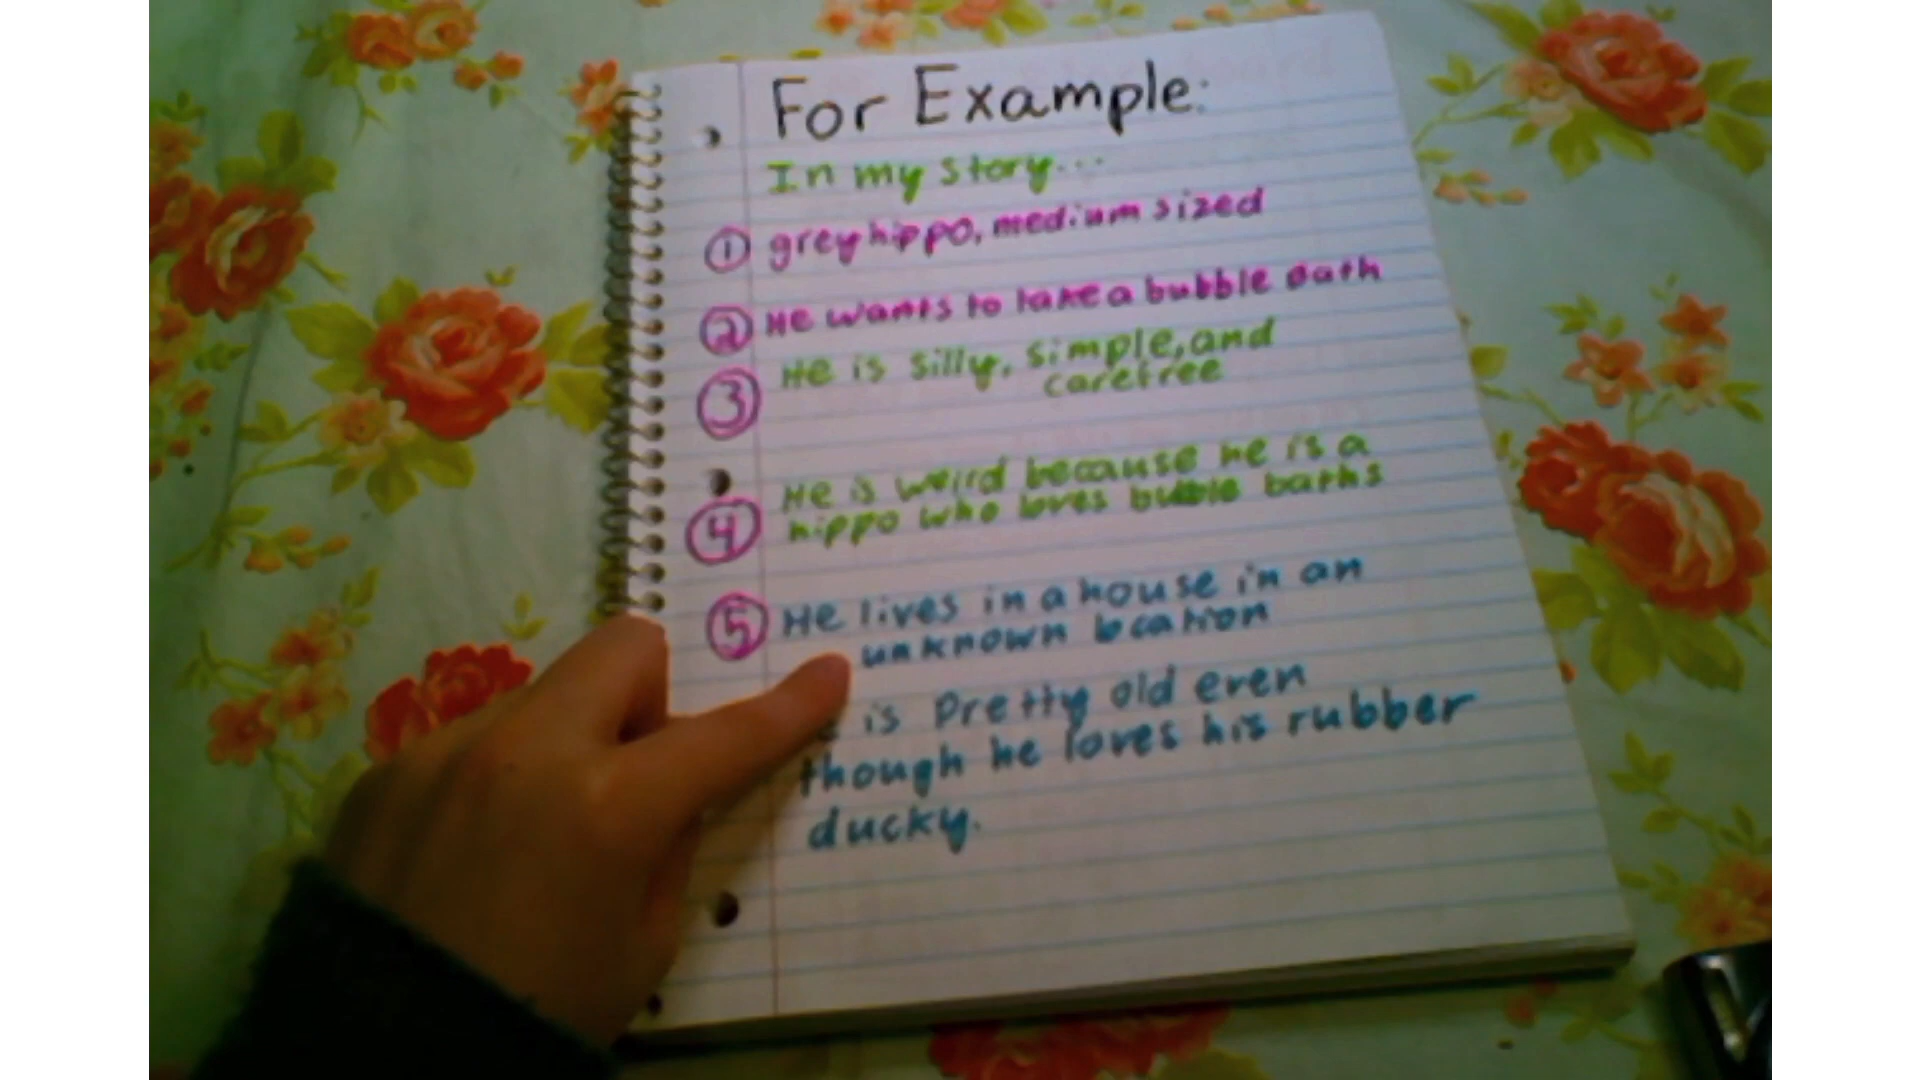 For Example:
In my story...
① grey hippo, medium sized
② He wants to take a bubble bath
③ He is silly, simple, and
carefree
④ He is weird because he is a
hippo who loves bubble baths
⑤ He lives in a house in an
unknown location
is pretty old even
though he loves his rubber
ducky.